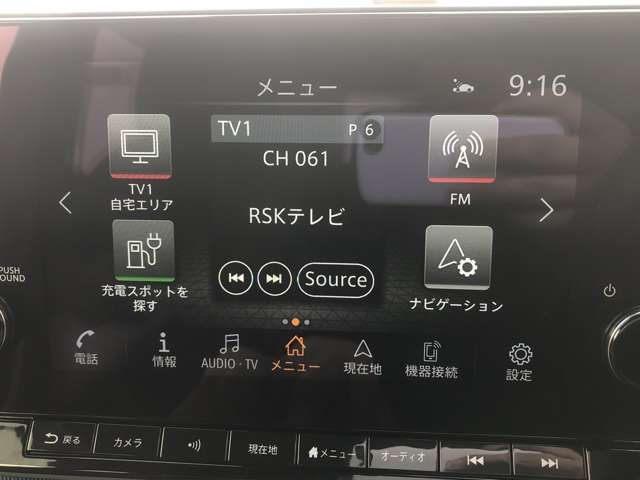 メニュー
9:16
TV1
自宅エリア
TV1 P 6
CH 061
RSKテレビ
Source
FM
充電スポットを
探す
ナビゲーション
電話
情報
AUDIO・TV
メニュー
現在地
機器接続
設定
PUSH
OUND
戻る
カメラ
現在地
メニュー
オーディオ